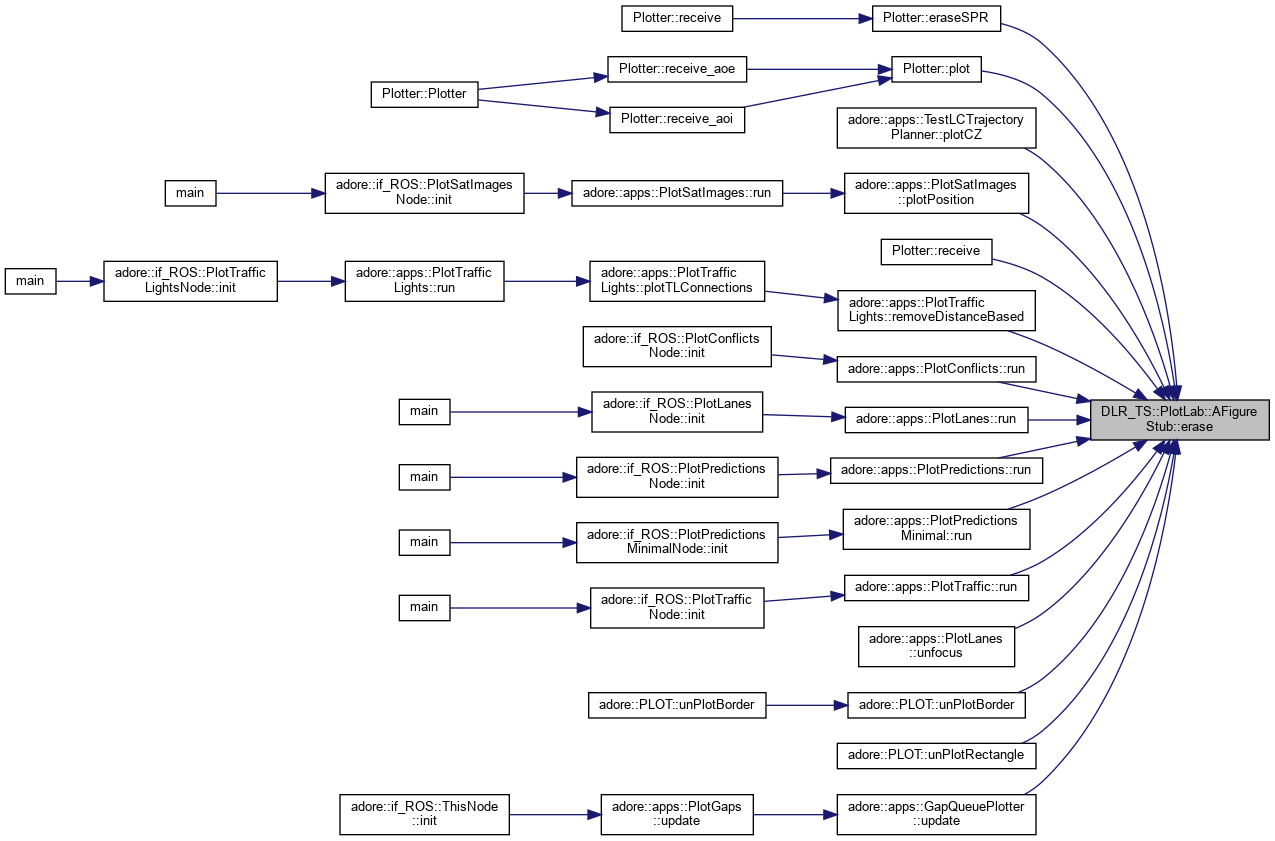 Plotter::receive
Plotter::eraseSPR
Plotter::Plotter
Plotter::receive_aoe
Plotter::receive_aoi
Plotter::plot
adore::apps::TestLCTrajectory
Planner::plotCZ
main
adore::if_ROS::PlotSatImages
Node::init
adore::apps::PlotSatImages::run
adore::apps::PlotSatImages
::plotPosition
Plotter::receive
main
adore::if_ROS::PlotTraffic
LightsNode::init
adore::apps::PlotTraffic
Lights::run
adore::apps::PlotTraffic
Lights::plotTLConnections
adore::apps::PlotTraffic
Lights::removeDistanceBased
adore::if_ROS::PlotConflicts
Node::init
adore::apps::PlotConflicts::run
main
adore::if_ROS::PlotLanes
Node::init
adore::apps::PlotLanes::run
DLR_TS::PlotLab::AFigure
Stub::erase
main
adore::if_ROS::PlotPredictions
Node::init
adore::apps::PlotPredictions::run
main
adore::if_ROS::PlotPredictions
MinimalNode::init
adore::apps::PlotPredictions
Minimal::run
main
adore::if_ROS::PlotTraffic
Node::init
adore::apps::PlotTraffic::run
adore::apps::PlotLanes
::unfocus
adore::PLOT::unPlotBorder
adore::PLOT::unPlotBorder
adore::PLOT::unPlotRectangle
adore::if_ROS::ThisNode
::init
adore::apps::PlotGaps
::update
adore::apps::GapQueuePlotter
::update